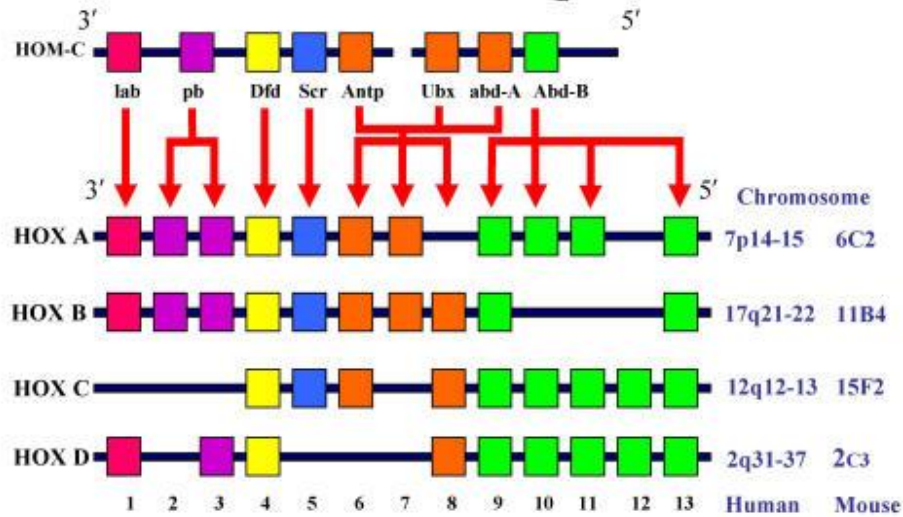 3′ 5′
HOM-C
lab pb Dfd Scr Antp Ubx abd-A Abd-B
3′ 5′
Chromosome
HOX A 7p14-15 6C2
HOX B 17q21-22 11B4
HOX C 12q12-13 15F2
HOX D 2q31-37 2C3
1 2 3 4 5 6 7 8 9 10 11 12 13 Human Mouse